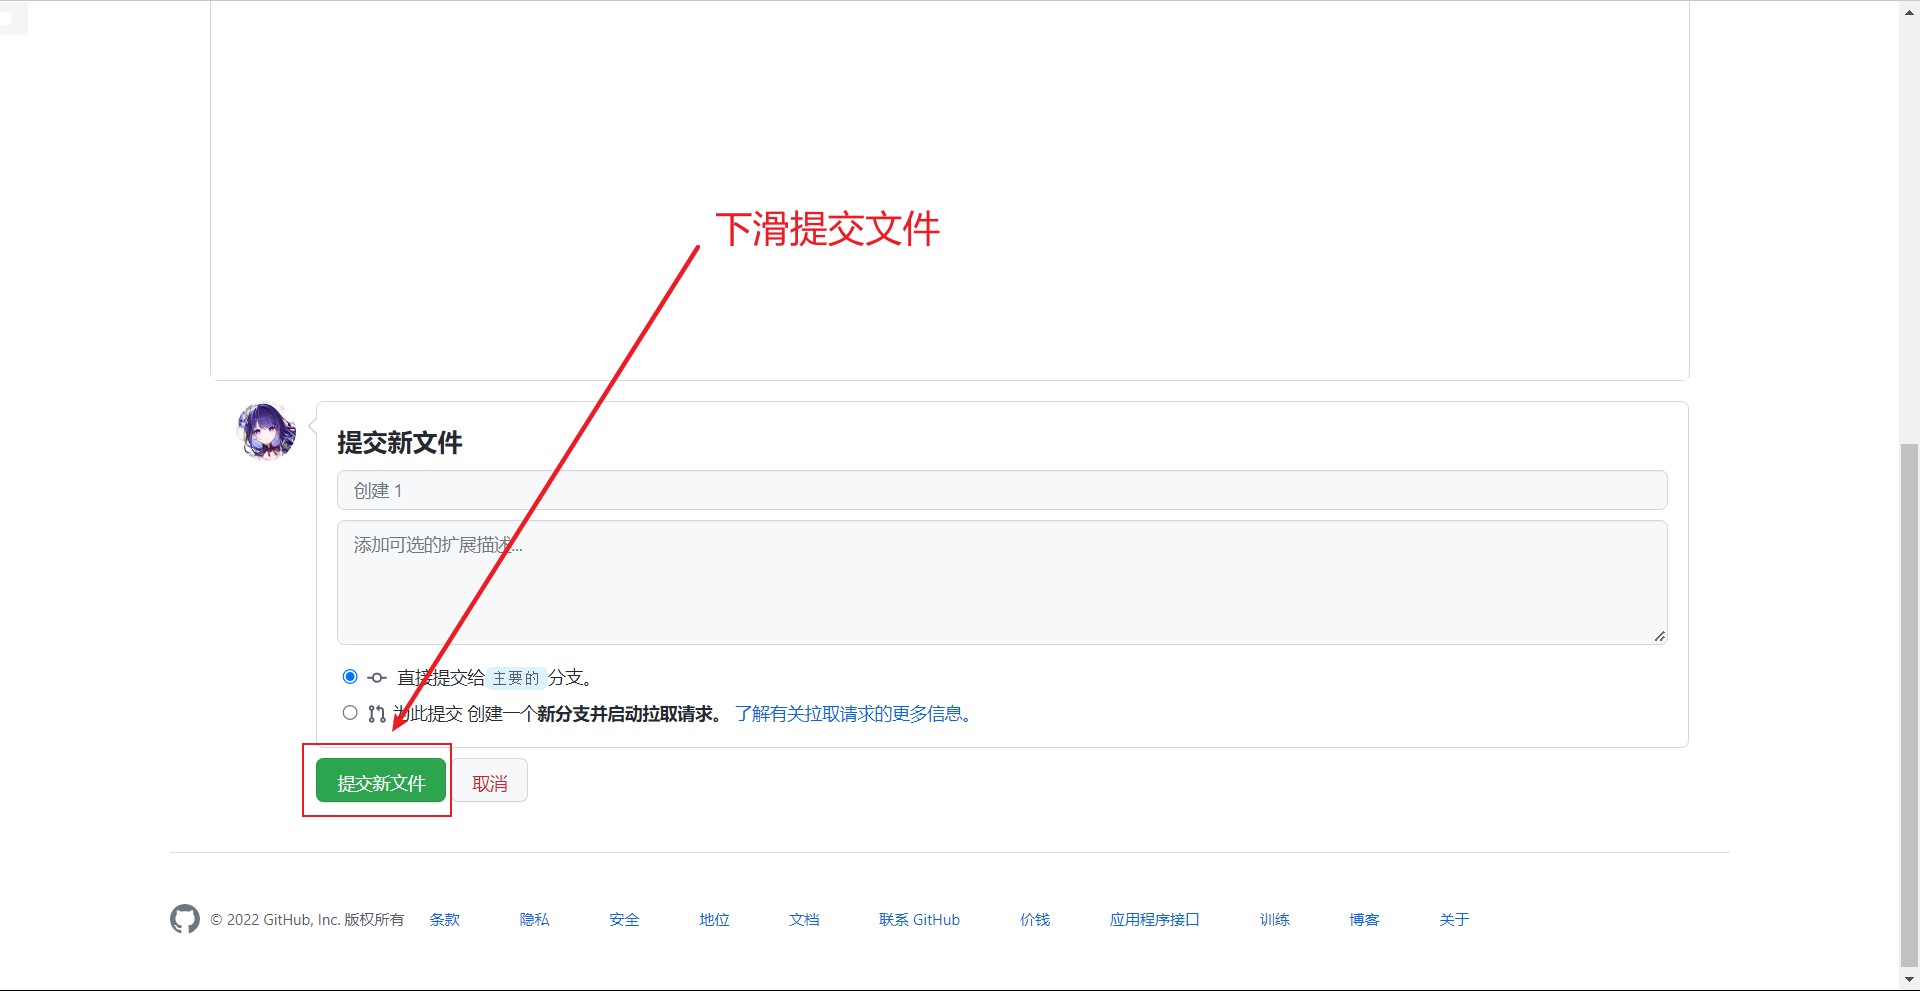 下滑提交文件
提交新文件
创建 1
添加可选的扩展描述...
直接提交给 主要的 分支。
为此提交 创建一个新分支并启动拉取请求。 了解有关拉取请求的更多信息。
提交新文件 取消
© 2022 GitHub, Inc. 版权所有 条款 隐私 安全 地位 文档 联系 GitHub 价钱 应用程序接口 训练 博客 关于